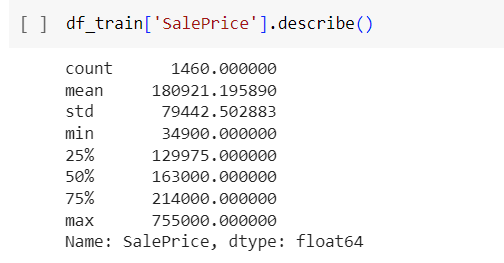 [ ] df_train['SalePrice'].describe()
count 1460.000000
mean 180921.195890
std 79442.502883
min 34900.000000
25% 129975.000000
50% 163000.000000
75% 214000.000000
max 755000.000000
Name: SalePrice, dtype: float64